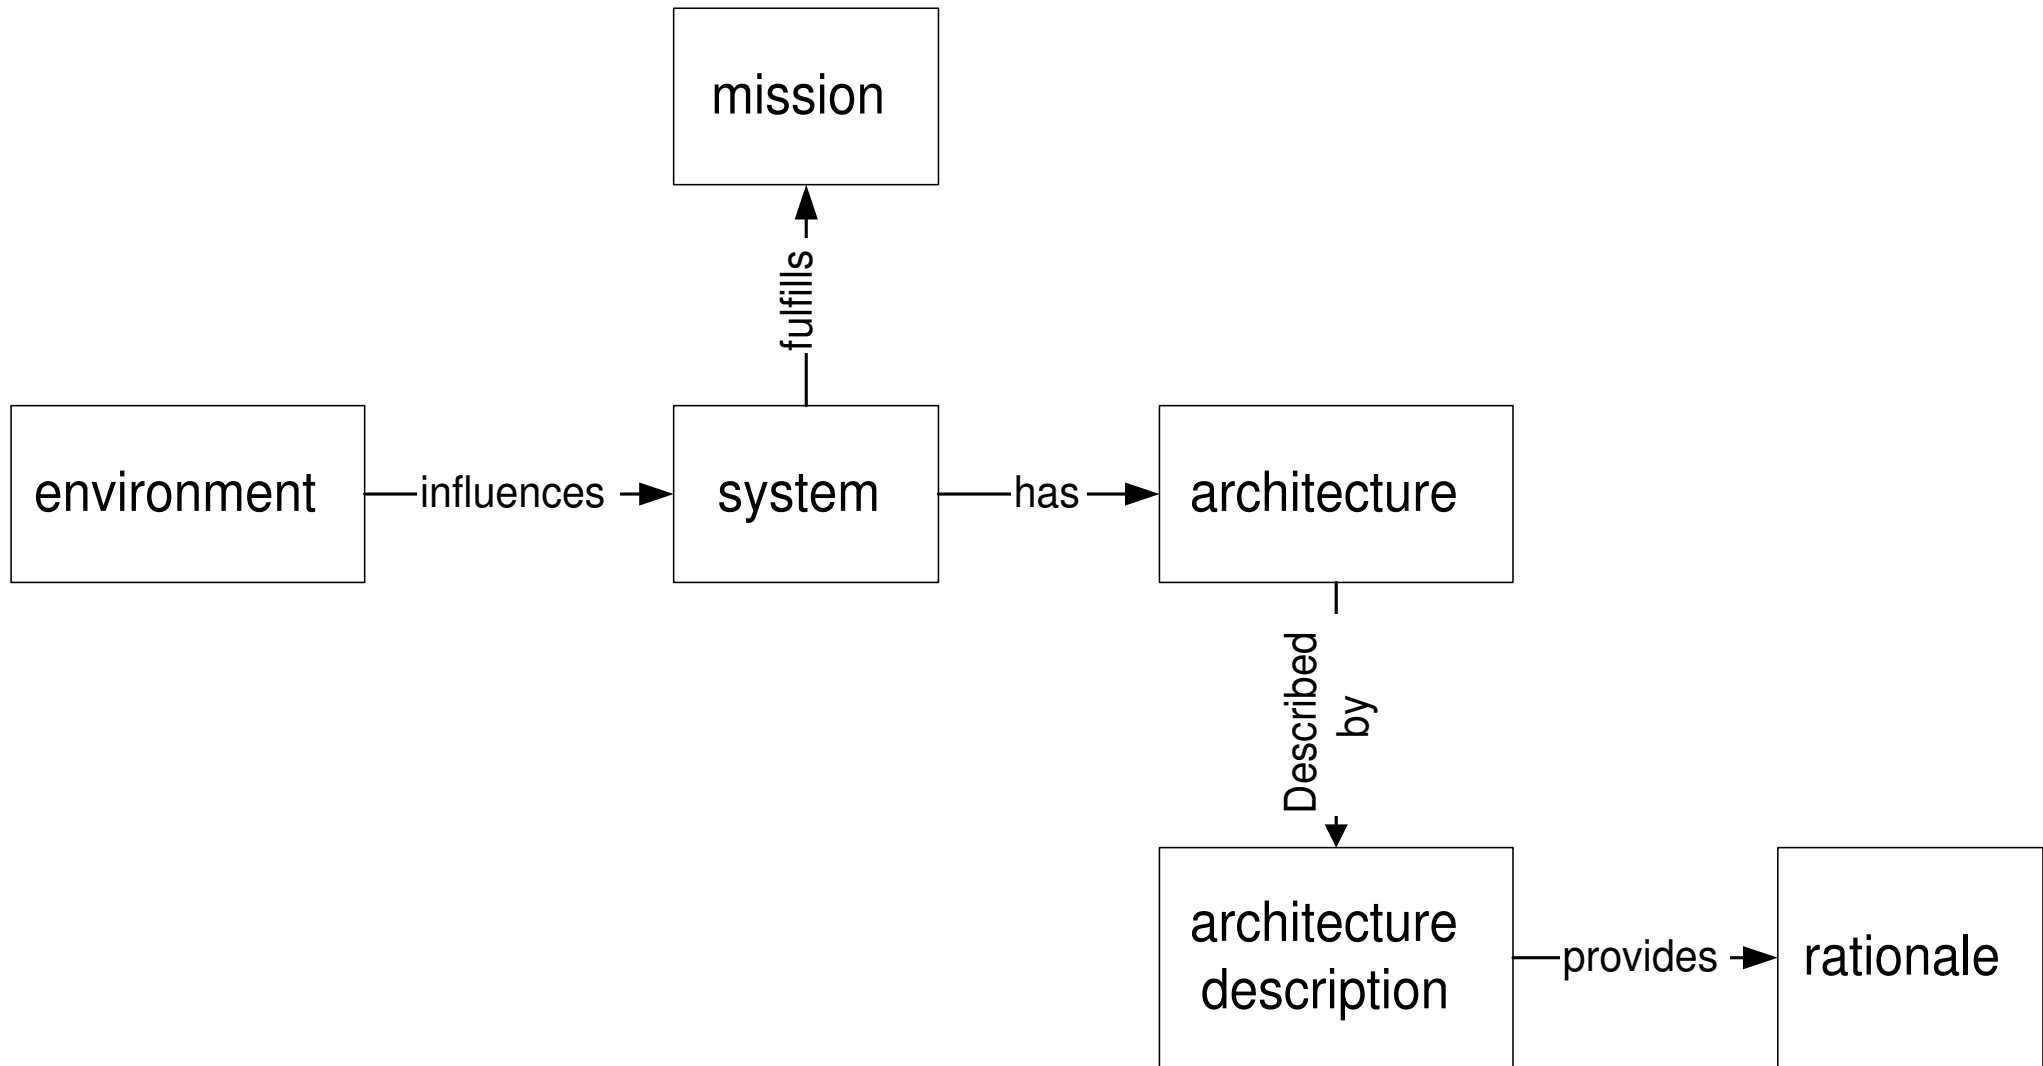 mission
fulfills
environment
influences
system
has
architecture
Described
by
architecture
description
provides
rationale